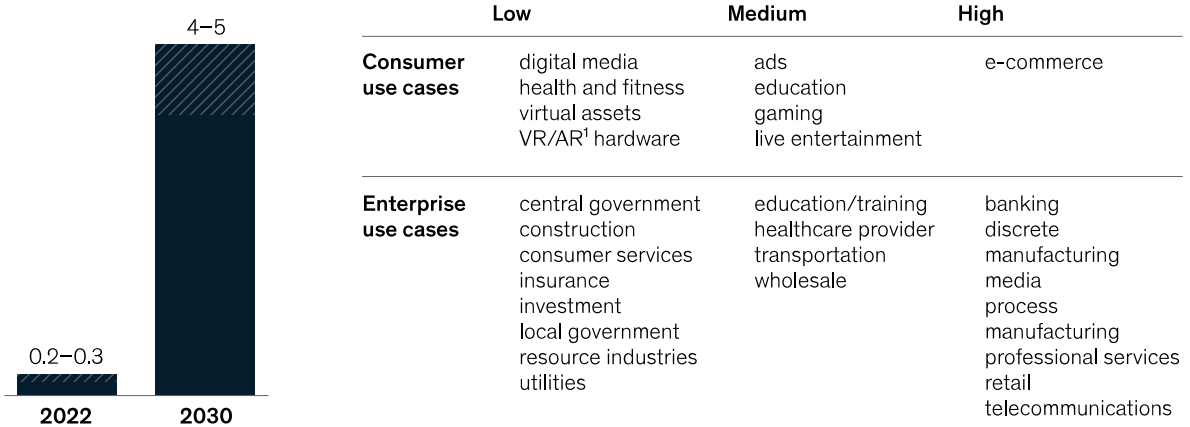 4–5
0.2–0.3
2022 2030
Low Medium High
Consumer use cases
digital media
health and fitness
virtual assets
VR/AR¹ hardware
ads
education
gaming
live entertainment
e-commerce
Enterprise use cases
central government
construction
consumer services
insurance
investment
local government
resource industries
utilities
education/training
healthcare provider
transportation
wholesale
banking
discrete
manufacturing
media
process
manufacturing
professional services
retail
telecommunications